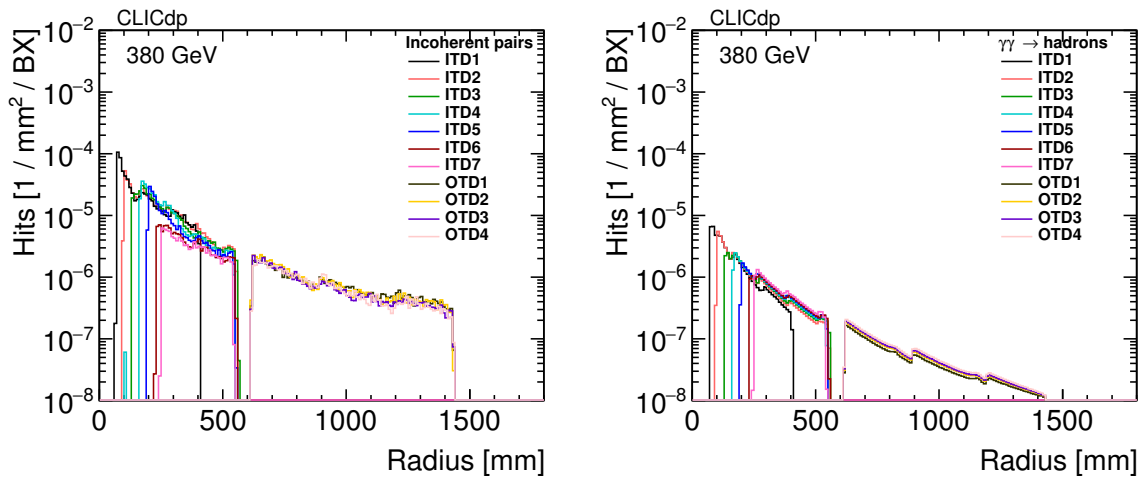 CLICdp
380 GeV
Incoherent pairs
ITD1
ITD2
ITD3
ITD4
ITD5
ITD6
ITD7
OTD1
OTD2
OTD3
OTD4
10⁻²
10⁻³
10⁻⁴
10⁻⁵
10⁻⁶
10⁻⁷
10⁻⁸
Hits [1 / mm² / BX]
0 500 1000 1500
Radius [mm]
CLICdp
380 GeV
γγ → hadrons
ITD1
ITD2
ITD3
ITD4
ITD5
ITD6
ITD7
OTD1
OTD2
OTD3
OTD4
10⁻²
10⁻³
10⁻⁴
10⁻⁵
10⁻⁶
10⁻⁷
10⁻⁸
Hits [1 / mm² / BX]
0 500 1000 1500
Radius [mm]